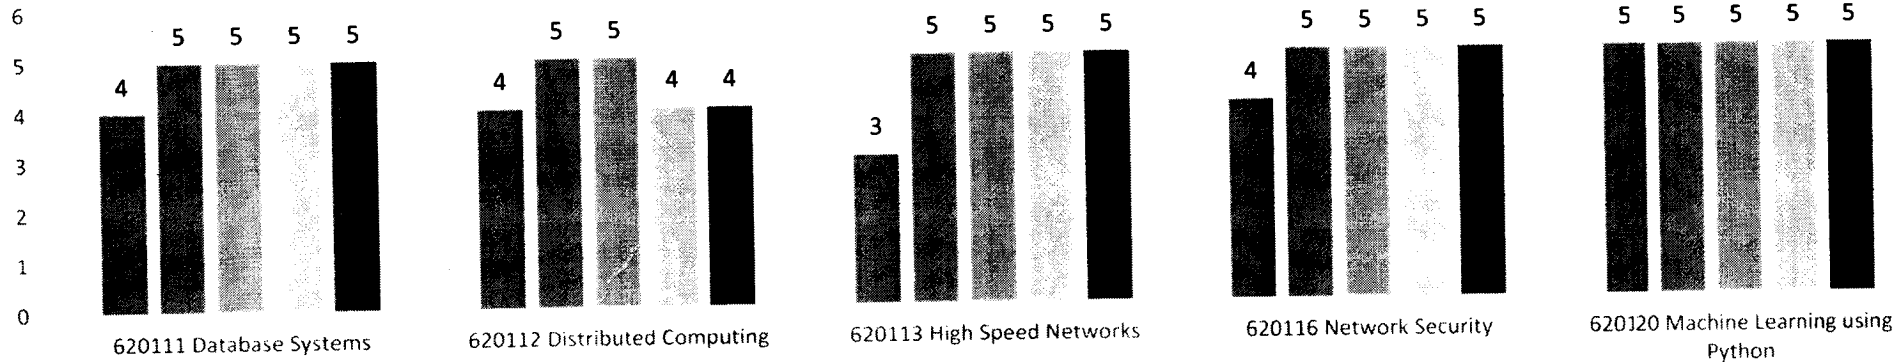 6
5
4
3
2
1
0
4 5 5 5 5
4 5 5 4 4
3 5 5 5 5
4 5 5 5 5
5 5 5 5 5
620111 Database Systems
620112 Distributed Computing
620113 High Speed Networks
620116 Network Security
620120 Machine Learning using
Python